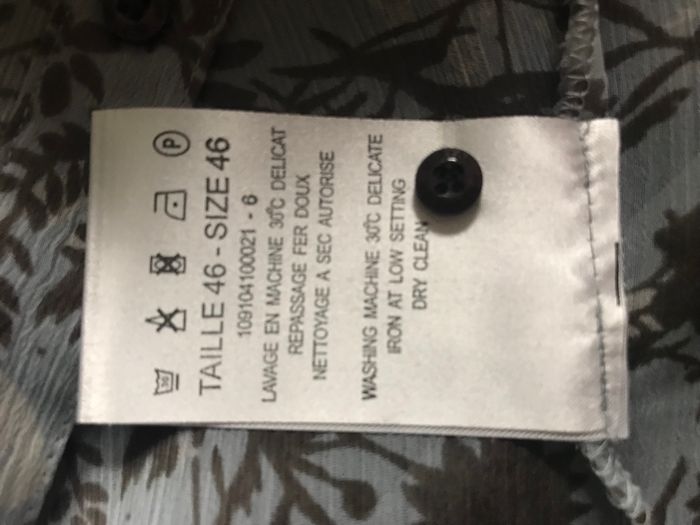 30
P
TAILLE 46 - SIZE 46
109104100021 - 6
LAVAGE EN MACHINE 30°C DELICAT
REPASSAGE FER DOUX
NETTOYAGE A SEC AUTORISE
WASHING MACHINE 30°C DELICATE
IRON AT LOW SETTING
DRY CLEAN